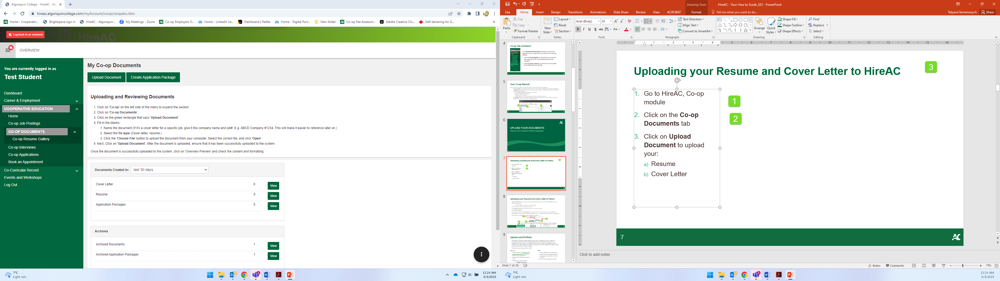 Algonquin College - HireAC - My
hireac.algonquincollege.com/myAccount/coop/coopdoc.htm
Home - Cooperativ...
Brightspace sign in
HireAC - Algonquin...
My Meetings - Zoom
Co-op Employers S...
Home - LinkedIn Le...
Dashboard | Padlet
Home - Digital Port...
New folder
Co-op Fee Assessm...
Adobe Creative Clo...
Self-declaring for G...
»
Log back in as semenot
HireAC
OVERVIEW
You are currently logged in as
Test Student
Dashboard
Career & Employment
COOPERATIVE EDUCATION
Home
Co-op Job Postings
CO-OP DOCUMENTS
Co-op Resume Gallery
Co-op Interviews
Co-op Applications
Book an Appointment
Co-Curricular Record
Events and Workshops
Log Out
My Co-op Documents
Upload Document
Create Application Package
Uploading and Reviewing Documents
1. Click on 'Co-op' on the left side of the menu to expand the section
2. Click on 'Co-op Documents'
3. Click on the green rectangle that says 'Upload Document'.
4. Fill in the blanks:
1. Name the document (If it's a cover letter for a specific job, give it the company name and job#. E.g. ABCD Company #1234. This will make it easier to reference later on.)
2. Select the file type (Cover letter, resume,)
3. Click the 'Choose File' button to upload the document from your computer. Select the correct file, and click 'Open'
5. Next, Click on 'Upload Document'. After the document is uploaded, ensure that it has been successfully uploaded to the system.
Once the document is successfully uploaded to the system, click on 'Overview Preview' and check the content and formatting.
Documents Created In: last 30 days
Cover Letter 0 View
Resume 0 View
Application Packages 0 View
Archives
Archived Documents 1 View
Archived Application Packages 1 View
7°C
Light rain
11:24 AM
5/3/2023
Drawing Tools
HireAC - Your How to Guide_S23 - PowerPoint
File
Home
Insert
Design
Transitions
Animations
Slide Show
Review
View
ACROBAT
Format
Tell me what you want to do...
Tetyana Semenovych
Share
Paste
Cut
Copy
Format Painter
Clipboard
New
Slide
Layout
Reset
Section
Slides
Arial (Body)
24
Font
Text Direction
Align Text
Convert to SmartArt
Paragraph
Arrange
Quick
Styles
Shape Fill
Shape Outline
Shape Effects
Drawing
Find
Replace
Select
Editing
4
Co-op Tab on HireAC
5
Your Co-op Record
6
UPLOAD YOUR DOCUMENTS
Resume, Cover Letter and Portfolio (if applicable)
7
Uploading your Resume and Cover Letter to HireAC
8
Uploading your Resume and Cover Letter to HireAC
9
Upload your Portfolio
Uploading your Resume and Cover Letter to HireAC
3
1. Go to HireAC, Co-op
module
1
2. Click on the Co-op
Documents tab
2
3. Click on Upload
Document to upload
your:
a) Resume
b) Cover Letter
7
AC
Click to add notes
Slide 7 of 28
Notes
Comments
79%
7°C
Light rain
11:24 AM
5/3/2023